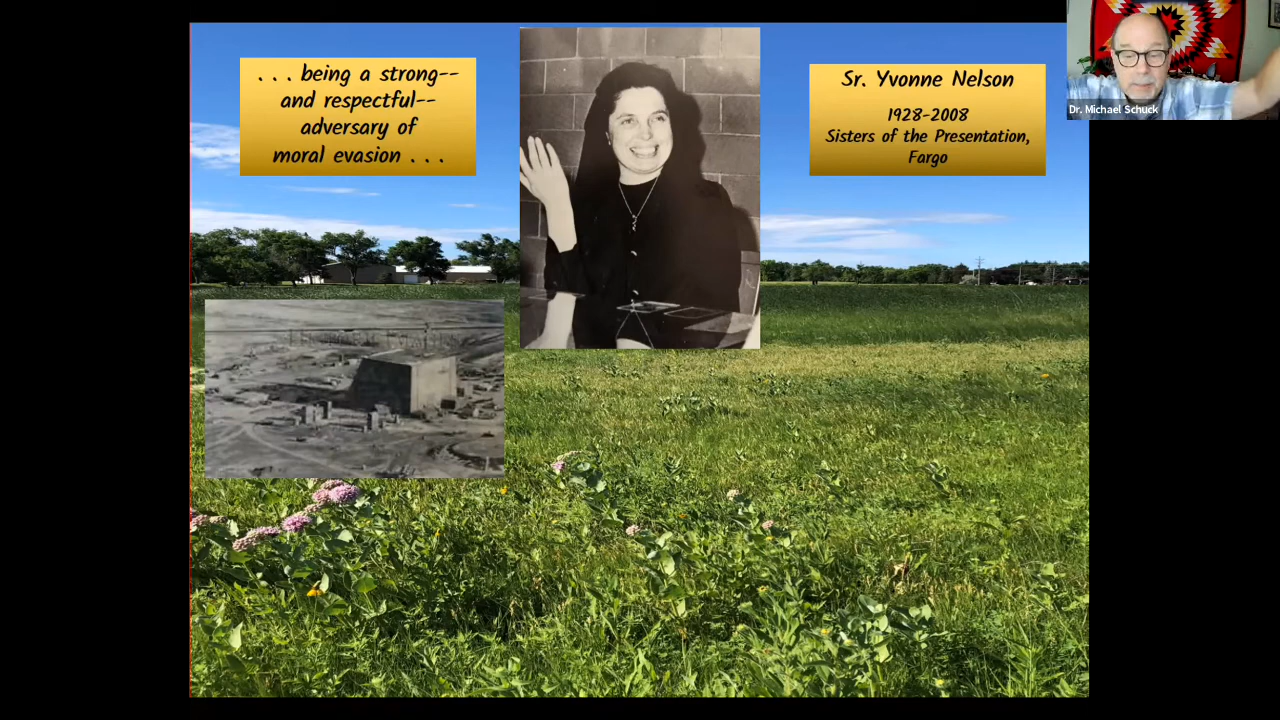 . . . being a strong--
and respectful--
adversary of
moral evasion . . .
Sr. Yvonne Nelson
1928-2008
Sisters of the Presentation,
Fargo
Dr. Michael Schuck